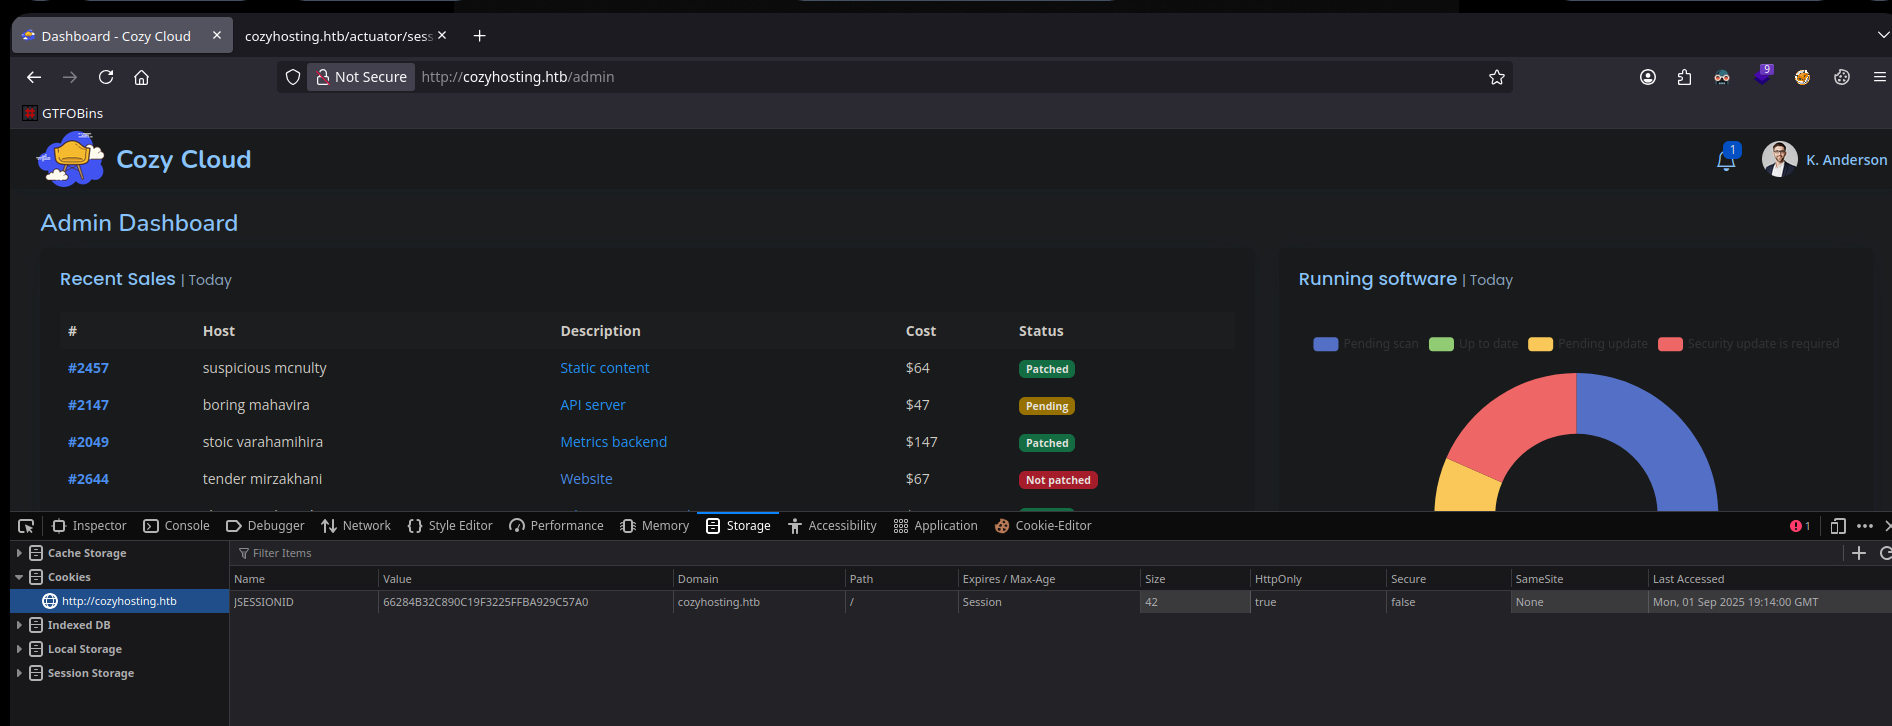 Dashboard - Cozy Cloud
cozyhosting.htb/actuator/sess
Not Secure
http://cozyhosting.htb/admin
9
GTFOBins
Cozy Cloud
1
K. Anderson
Admin Dashboard
Recent Sales | Today
# Host Description Cost Status
#2457 suspicious mcnulty Static content $64 Patched
#2147 boring mahavira API server $47 Pending
#2049 stoic varahamihira Metrics backend $147 Patched
#2644 tender mirzakhani Website $67 Not patched
Running software | Today
Pending scan Up to date Pending update Security update is required
Inspector Console Debugger Network Style Editor Performance Memory Storage Accessibility Application Cookie-Editor 1
Cache Storage
Cookies
http://cozyhosting.htb
Indexed DB
Local Storage
Session Storage
Filter Items
Name Value Domain Path Expires / Max-Age Size HttpOnly Secure SameSite Last Accessed
JSESSIONID 66284B32C890C19F3225FFBA929C57A0 cozyhosting.htb / Session 42 true false None Mon, 01 Sep 2025 19:14:00 GMT